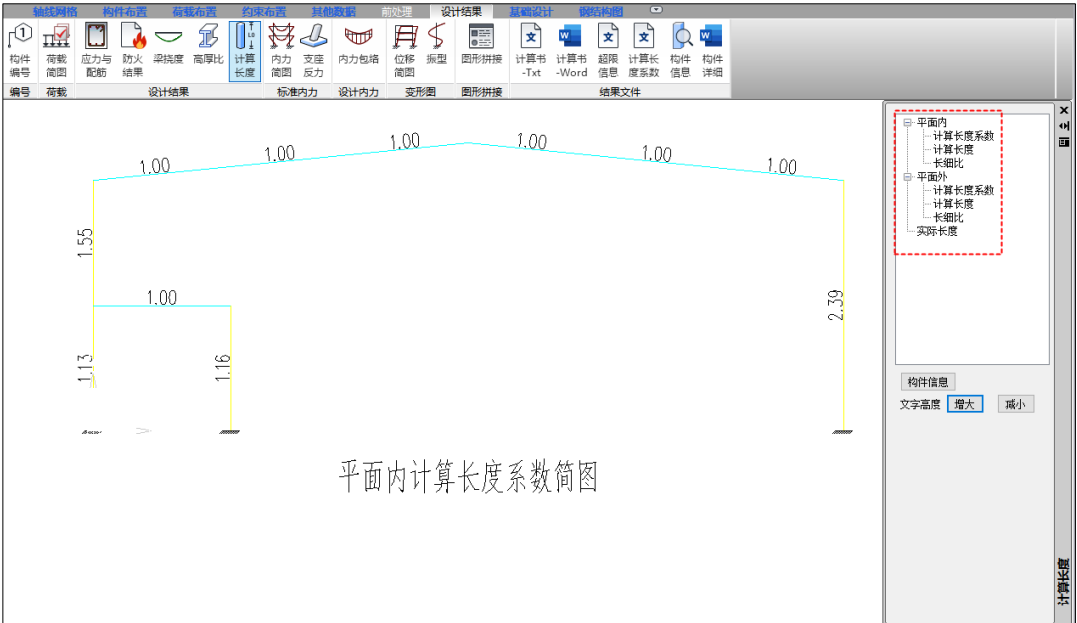 轴线网格 构件布置 荷载布置 约束布置 其他数据 前处理 设计结果 基础设计 钢结构图
构件编号 荷载简图 应力与配筋 防火结果 梁挠度 高厚比 计算长度 内力简图 支座反力 内力包络 位移简图 振型 图形拼接 计算书-Txt 计算书-Word 超限信息 计算长度系数 构件信息 构件详细
编号 荷载 设计结果 标准内力 设计内力 变形图 图形拼接 结果文件
平面内
计算长度系数
计算长度
长细比
平面外
计算长度系数
计算长度
长细比
实际长度
1.00 1.00 1.00 1.00 1.00 1.00
1.55
1.00
2.39
1.13
1.16
平面内计算长度系数简图
构件信息
文字高度 增大 减小
计算长度